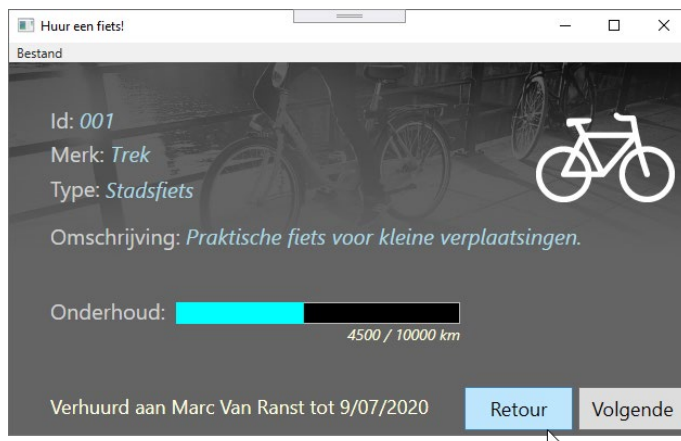 Huur een fiets!
Bestand
Id: 001
Merk: Trek
Type: Stadsfiets
Omschrijving: Praktische fiets voor kleine verplaatsingen.
Onderhoud:
4500 / 10000 km
Verhuurd aan Marc Van Ranst tot 9/07/2020
Retour
Volgende